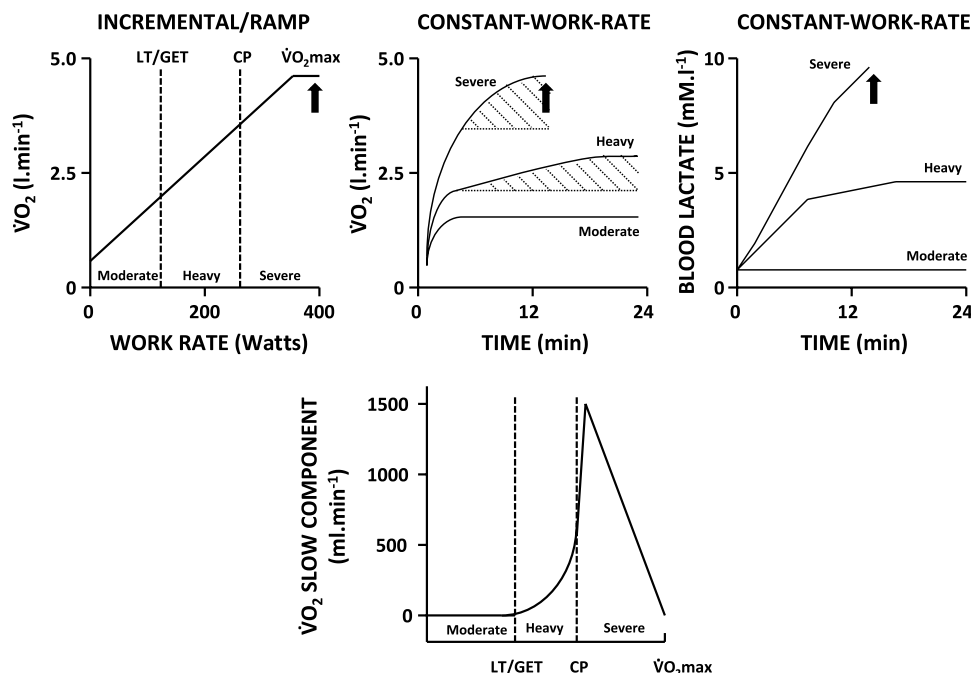 INCREMENTAL/RAMP
LT/GET CP V̇O₂max
5.0
2.5
0
V̇O₂ (l.min⁻¹)
Moderate Heavy Severe
0 200 400
WORK RATE (Watts)
CONSTANT-WORK-RATE
5.0
2.5
0
V̇O₂ (l.min⁻¹)
Severe
Heavy
Moderate
0 12 24
TIME (min)
CONSTANT-WORK-RATE
10
5
0
BLOOD LACTATE (mM.l⁻¹)
Severe
Heavy
Moderate
0 12 24
TIME (min)
V̇O₂ SLOW COMPONENT
(ml.min⁻¹)
1500
1000
500
0
Moderate Heavy Severe
LT/GET CP V̇O₂max